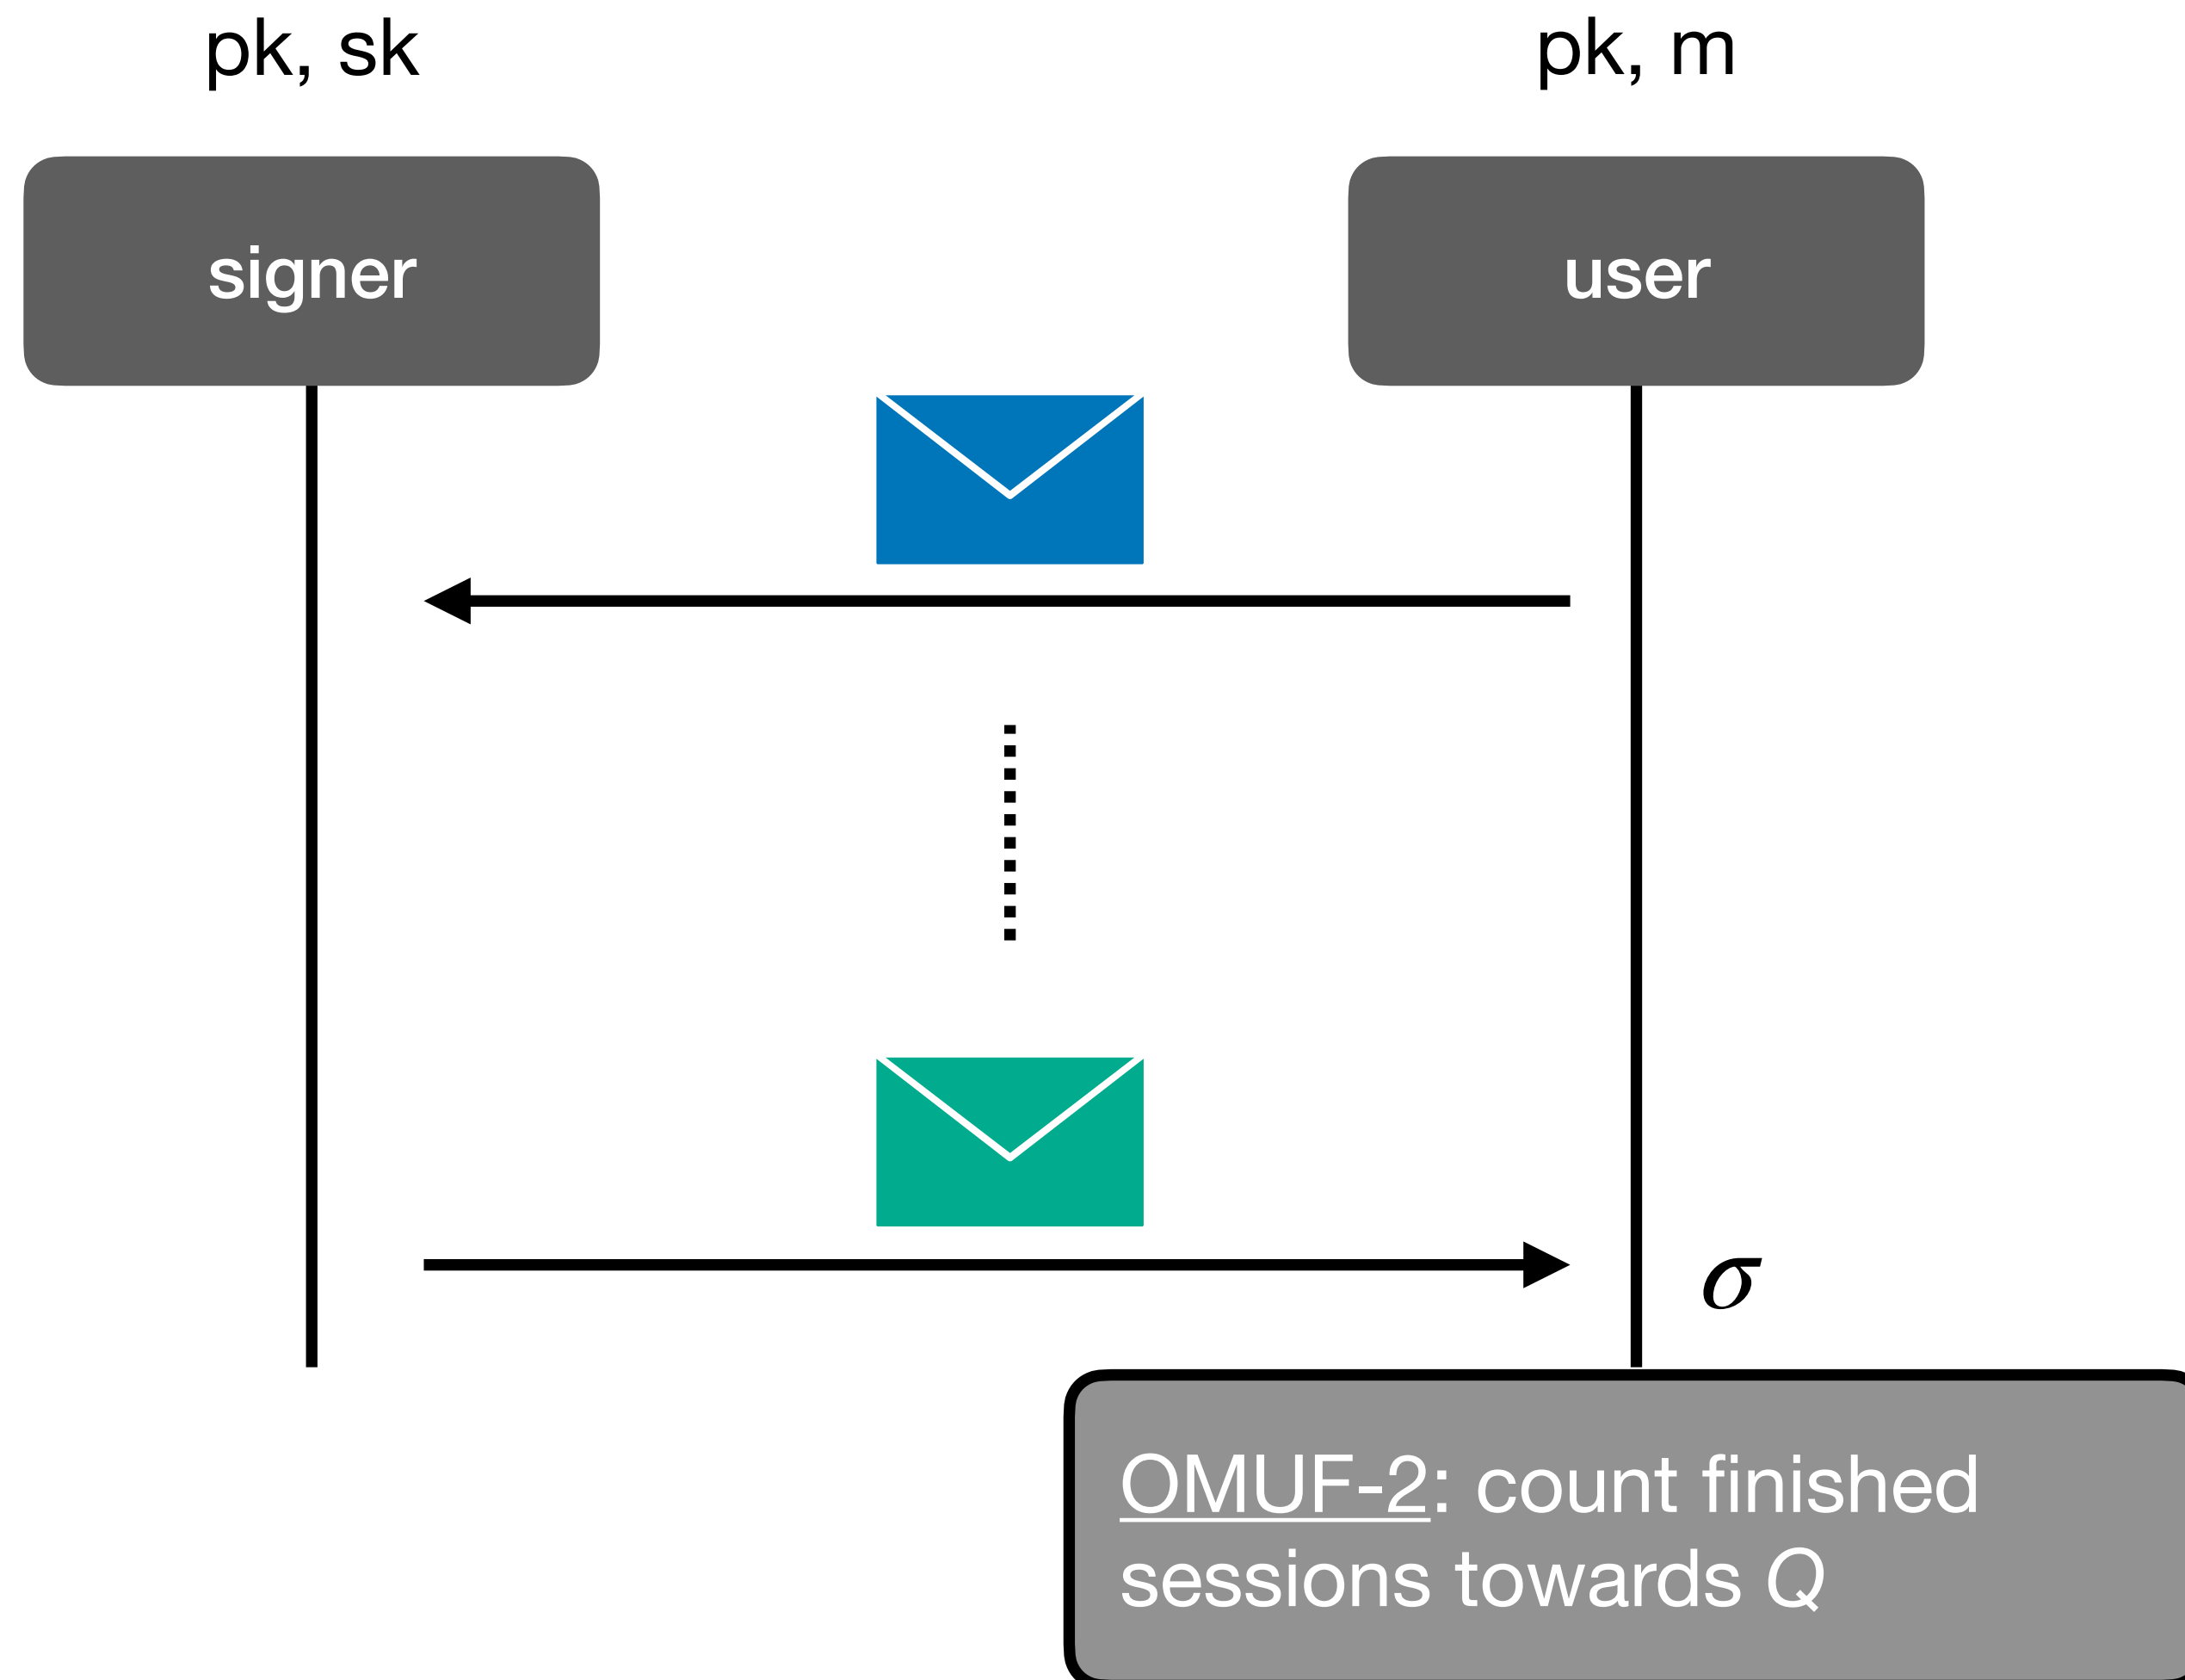 pk, sk
pk, m
signer
user
σ
OMUF-2: count finished
sessions towards Q